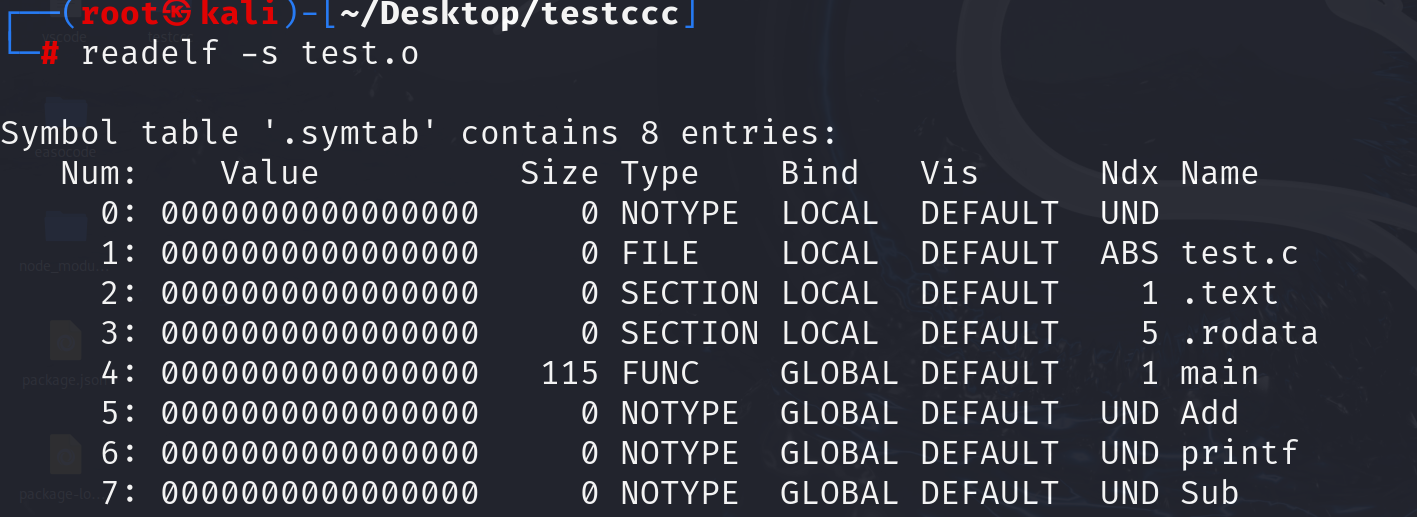 ┌──(root㉿kali)-[~/Desktop/testccc]
└─# readelf -s test.o
Symbol table '.symtab' contains 8 entries:
   Num:    Value          Size Type    Bind   Vis      Ndx Name
     0: 0000000000000000     0 NOTYPE  LOCAL  DEFAULT  UND
     1: 0000000000000000     0 FILE    LOCAL  DEFAULT  ABS test.c
     2: 0000000000000000     0 SECTION LOCAL  DEFAULT    1 .text
     3: 0000000000000000     0 SECTION LOCAL  DEFAULT    5 .rodata
     4: 0000000000000000   115 FUNC    GLOBAL DEFAULT    1 main
     5: 0000000000000000     0 NOTYPE  GLOBAL DEFAULT  UND Add
     6: 0000000000000000     0 NOTYPE  GLOBAL DEFAULT  UND printf
     7: 0000000000000000     0 NOTYPE  GLOBAL DEFAULT  UND Sub